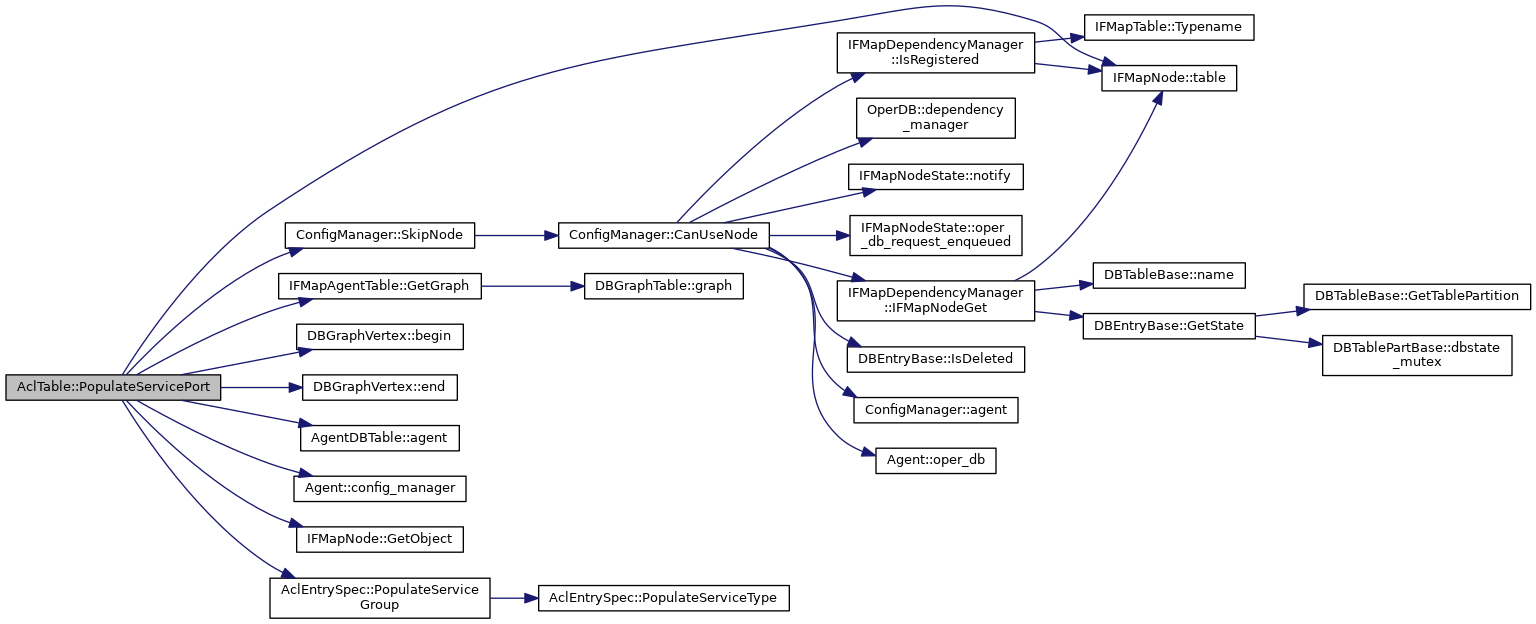 AclTable::PopulateServicePort
ConfigManager::SkipNode
IFMapAgentTable::GetGraph
DBGraphVertex::begin
DBGraphVertex::end
AgentDBTable::agent
Agent::config_manager
IFMapNode::GetObject
AclEntrySpec::PopulateService
Group
ConfigManager::CanUseNode
DBGraphTable::graph
AclEntrySpec::PopulateServiceType
IFMapDependencyManager
::IsRegistered
OperDB::dependency
_manager
IFMapNodeState::notify
IFMapNodeState::oper
_db_request_enqueued
IFMapDependencyManager
::IFMapNodeGet
DBEntryBase::IsDeleted
ConfigManager::agent
Agent::oper_db
IFMapTable::Typename
IFMapNode::table
DBTableBase::name
DBEntryBase::GetState
DBTableBase::GetTablePartition
DBTablePartBase::dbstate
_mutex